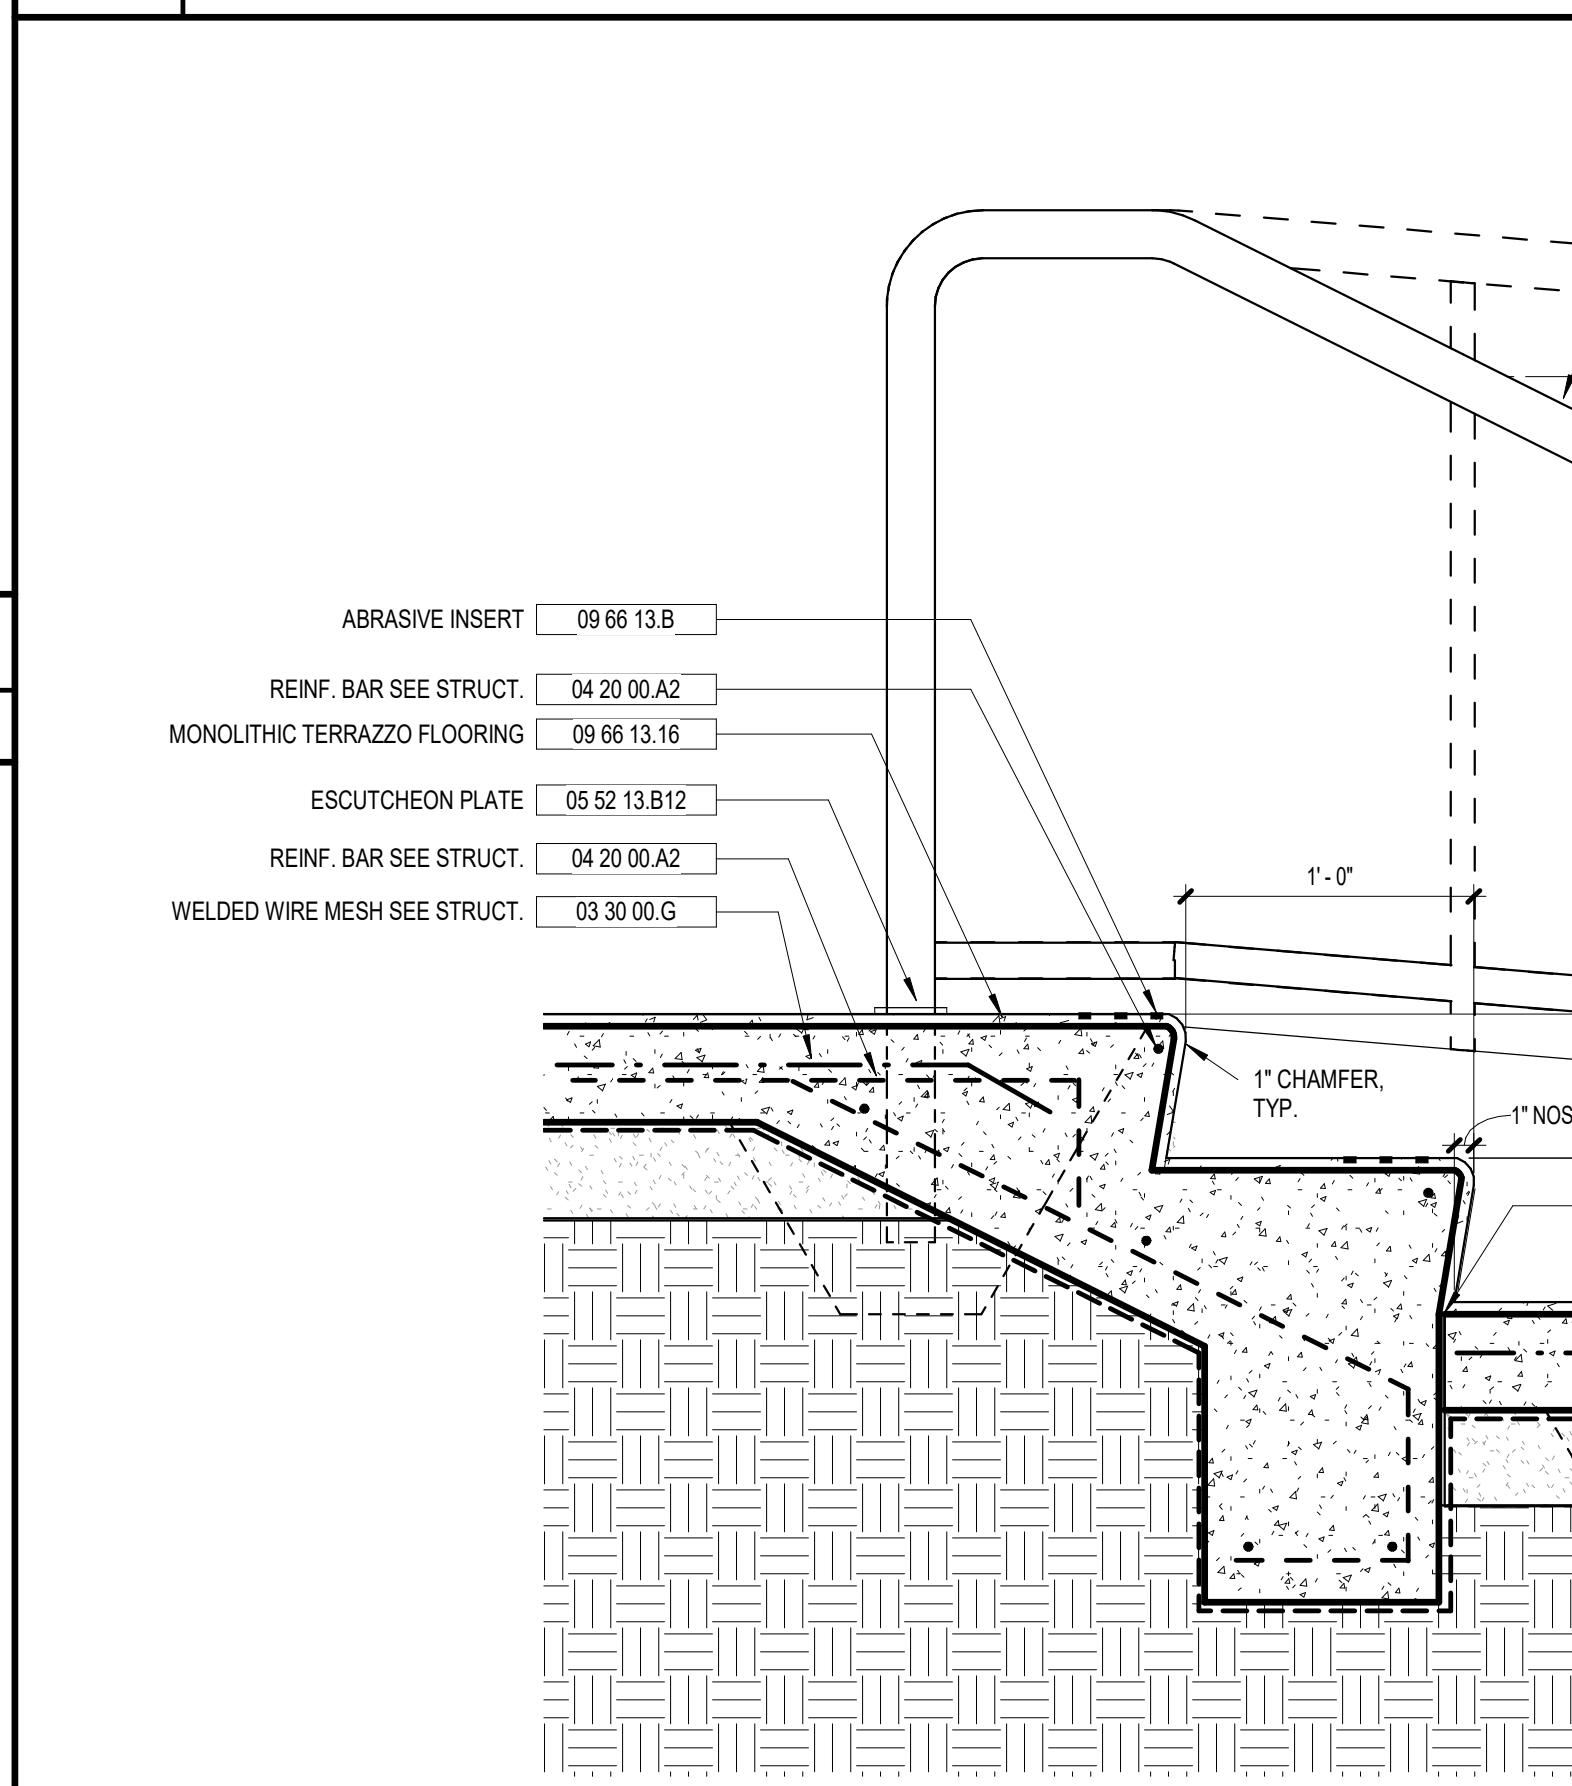 ABRASIVE INSERT 09 66 13.B
REINF. BAR SEE STRUCT. 04 20 00.A2
MONOLITHIC TERRAZZO FLOORING 09 66 13.16
ESCUTCHEON PLATE 05 52 13.B12
REINF. BAR SEE STRUCT. 04 20 00.A2
WELDED WIRE MESH SEE STRUCT. 03 30 00.G
1' - 0"
1" CHAMFER,
TYP.
1" NOS